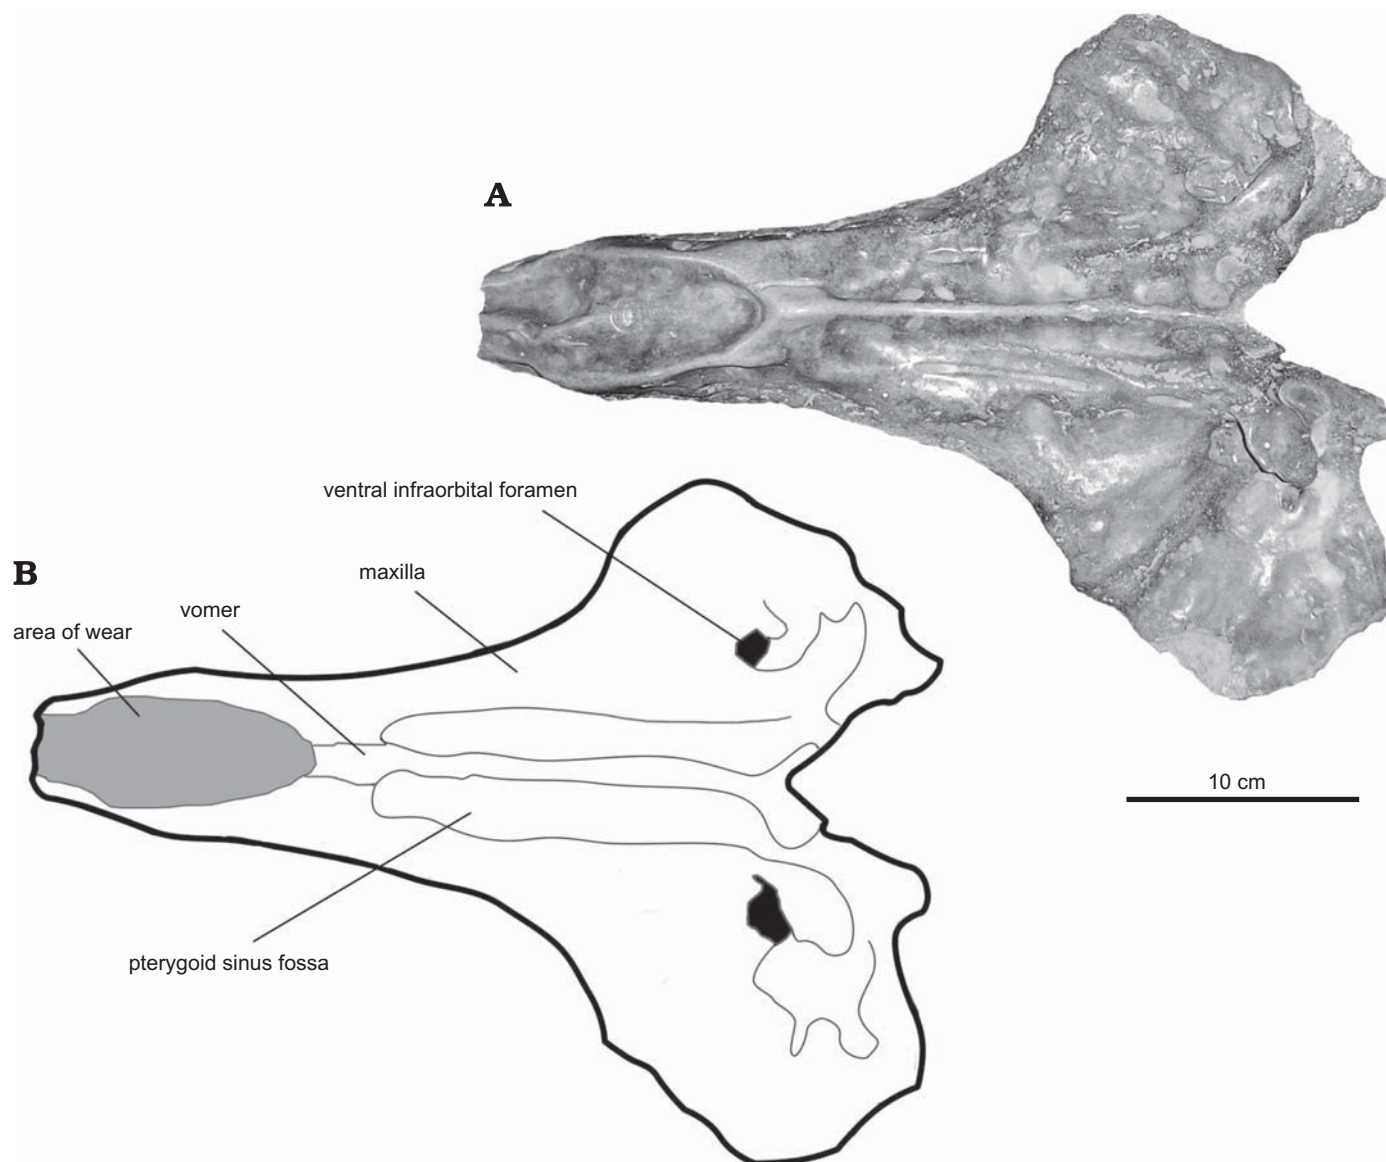 A
ventral infraorbital foramen
B
maxilla
vomer
area of wear
10 cm
pterygoid sinus fossa